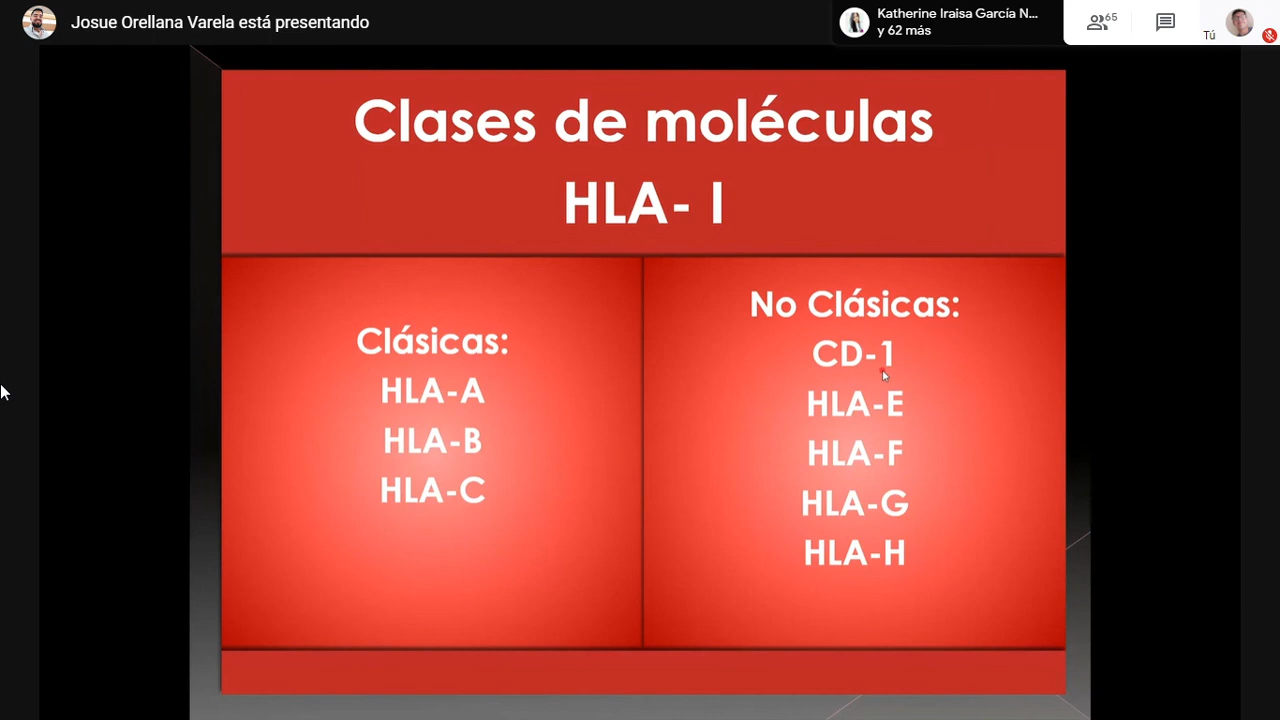 Josue Orellana Varela está presentando
Katherine Iraisa García N...
y 62 más
65
Tú
Clases de moléculas
HLA- I
Clásicas:
HLA-A
HLA-B
HLA-C
No Clásicas:
CD-1
HLA-E
HLA-F
HLA-G
HLA-H